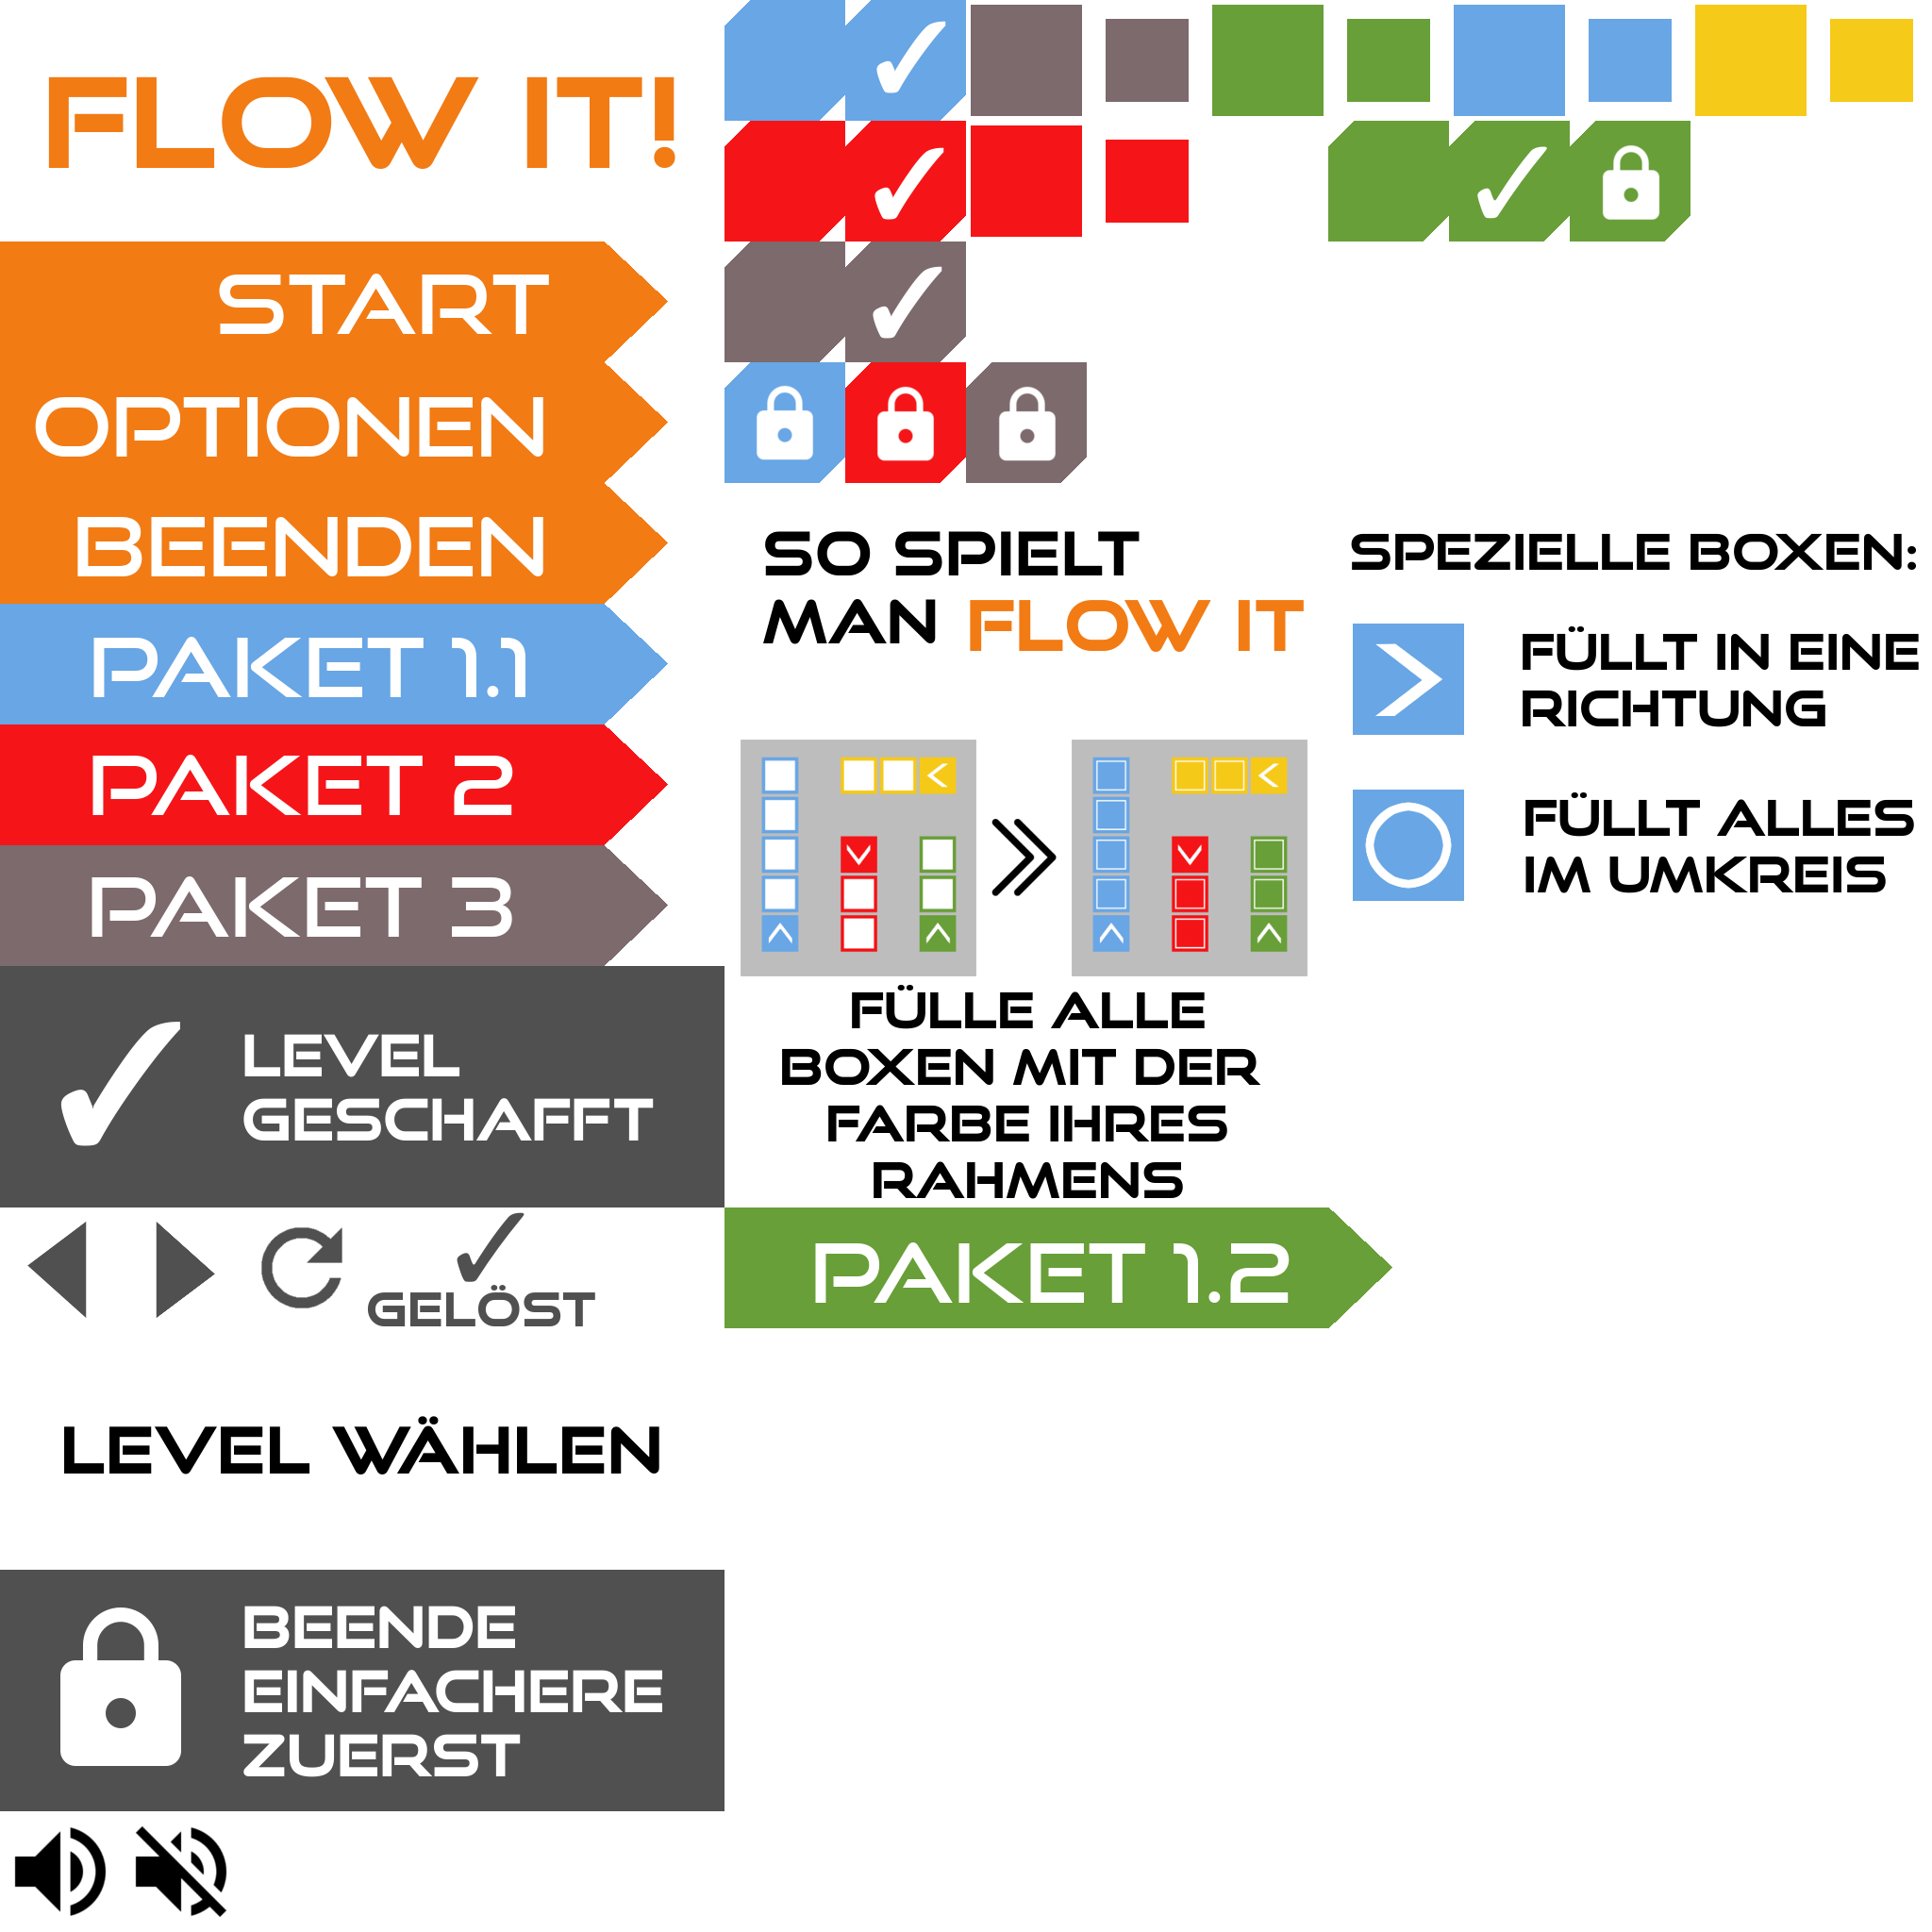 FLOW IT!
START
OPTIONEN
BEENDEN
PAKET 1.1
PAKET 2
PAKET 3
LEVEL
GESCHAFFT
GELÖST
LEVEL WÄHLEN
BEENDE
EINFACHERE
ZUERST
SO SPIELT
MAN FLOW IT
FÜLLE ALLE
BOXEN MIT DER
FARBE IHRES
RAHMENS
PAKET 1.2
SPEZIELLE BOXEN:
FÜLLT IN EINE
RICHTUNG
FÜLLT ALLES
IM UMKREIS